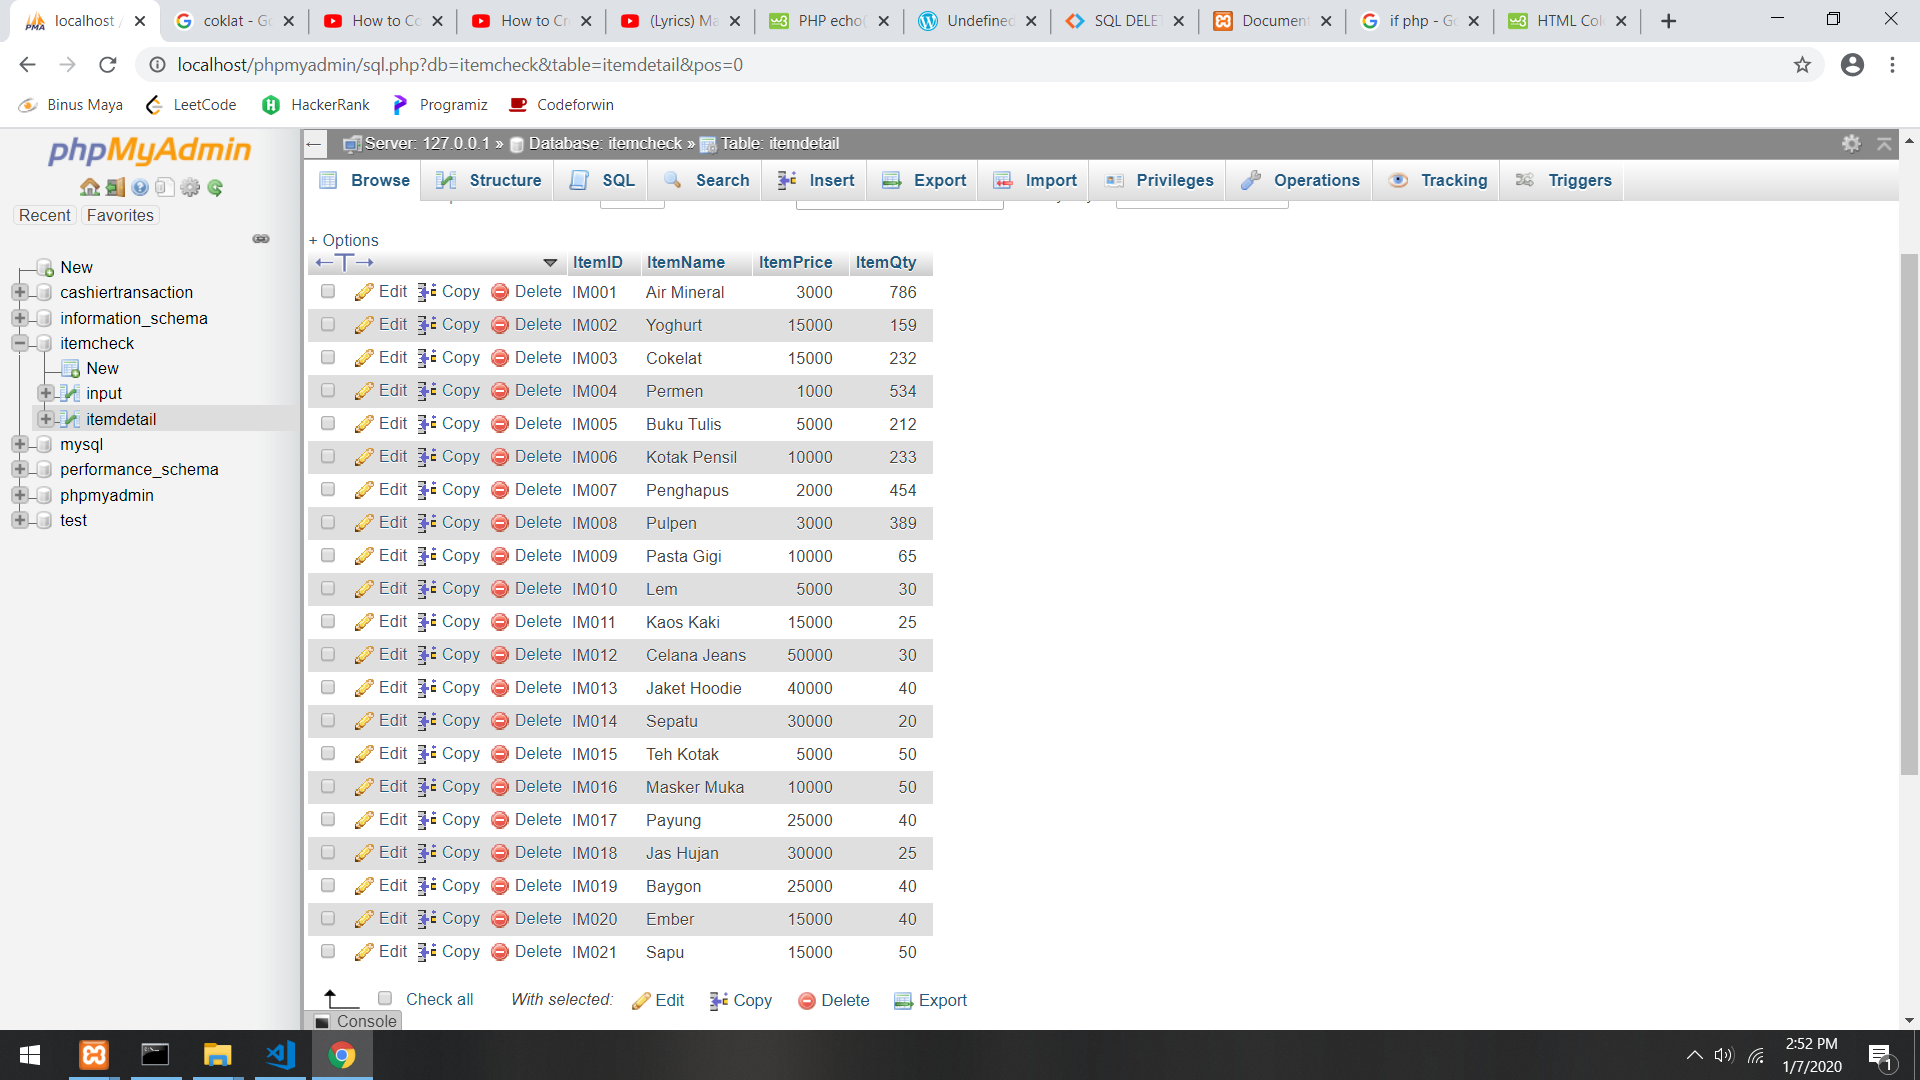 localhost /
coklat - Go
How to Co
How to Cr
(Lyrics) Ma
PHP echo(
Undefined
SQL DELE
Document
if php - Go
HTML Col
localhost/phpmyadmin/sql.php?db=itemcheck&table=itemdetail&pos=0
Binus Maya
LeetCode
HackerRank
Programiz
Codeforwin
phpMyAdmin
Recent Favorites
New
cashiertransaction
information_schema
itemcheck
New
input
itemdetail
mysql
performance_schema
phpmyadmin
test
Server: 127.0.0.1 » Database: itemcheck » Table: itemdetail
Browse Structure SQL Search Insert Export Import Privileges Operations Tracking Triggers
+ Options
ItemID ItemName ItemPrice ItemQty
Edit Copy Delete IM001 Air Mineral 3000 786
Edit Copy Delete IM002 Yoghurt 15000 159
Edit Copy Delete IM003 Cokelat 15000 232
Edit Copy Delete IM004 Permen 1000 534
Edit Copy Delete IM005 Buku Tulis 5000 212
Edit Copy Delete IM006 Kotak Pensil 10000 233
Edit Copy Delete IM007 Penghapus 2000 454
Edit Copy Delete IM008 Pulpen 3000 389
Edit Copy Delete IM009 Pasta Gigi 10000 65
Edit Copy Delete IM010 Lem 5000 30
Edit Copy Delete IM011 Kaos Kaki 15000 25
Edit Copy Delete IM012 Celana Jeans 50000 30
Edit Copy Delete IM013 Jaket Hoodie 40000 40
Edit Copy Delete IM014 Sepatu 30000 20
Edit Copy Delete IM015 Teh Kotak 5000 50
Edit Copy Delete IM016 Masker Muka 10000 50
Edit Copy Delete IM017 Payung 25000 40
Edit Copy Delete IM018 Jas Hujan 30000 25
Edit Copy Delete IM019 Baygon 25000 40
Edit Copy Delete IM020 Ember 15000 40
Edit Copy Delete IM021 Sapu 15000 50
Check all With selected: Edit Copy Delete Export
Console
2:52 PM
1/7/2020
1